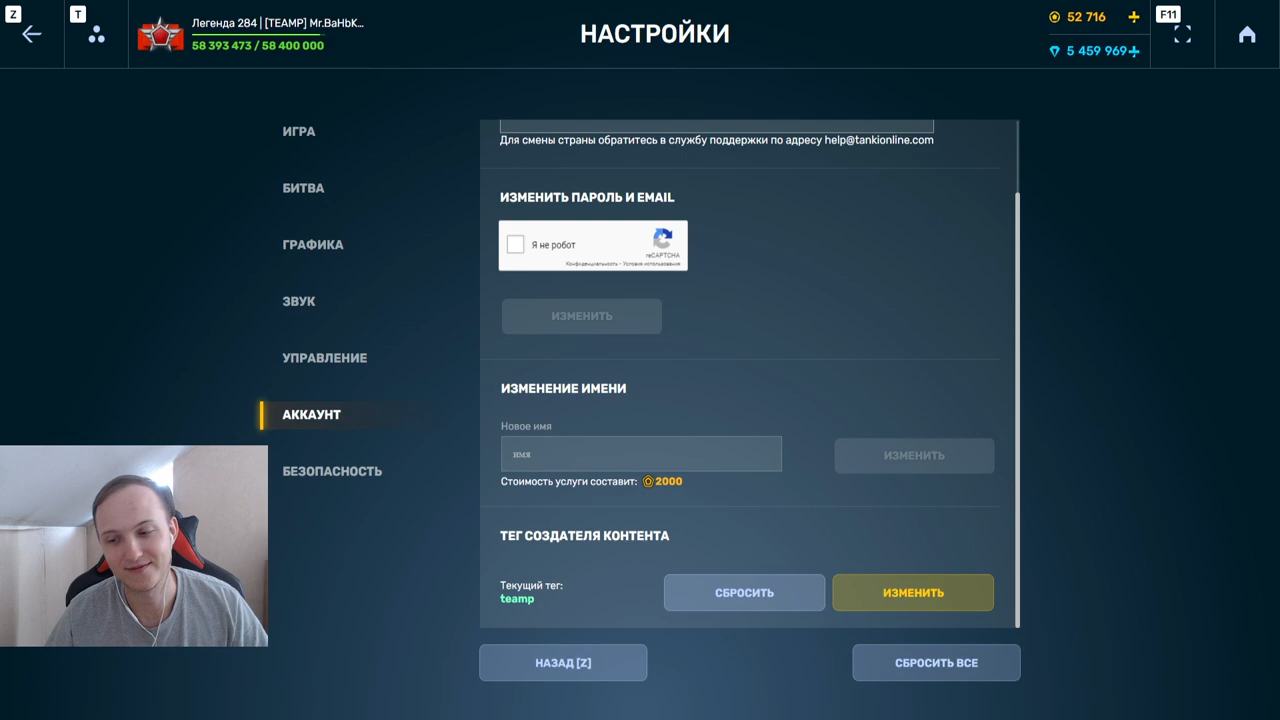 Z
T
Легенда 284 | [TEAMP] Mr.BaHbK...
58 393 473 / 58 400 000
НАСТРОЙКИ
52 716
5 459 969
F11
ИГРА
БИТВА
ГРАФИКА
ЗВУК
УПРАВЛЕНИЕ
АККАУНТ
БЕЗОПАСНОСТЬ
Для смены страны обратитесь в службу поддержки по адресу help@tankionline.com
ИЗМЕНИТЬ ПАРОЛЬ И EMAIL
Я не робот
reCAPTCHA
Конфиденциальность - Условия использования
ИЗМЕНИТЬ
ИЗМЕНЕНИЕ ИМЕНИ
Новое имя
имя
ИЗМЕНИТЬ
Стоимость услуги составит: 2000
ТЕГ СОЗДАТЕЛЯ КОНТЕНТА
Текущий тег:
teamp
СБРОСИТЬ
ИЗМЕНИТЬ
НАЗАД [Z]
СБРОСИТЬ ВСЕ